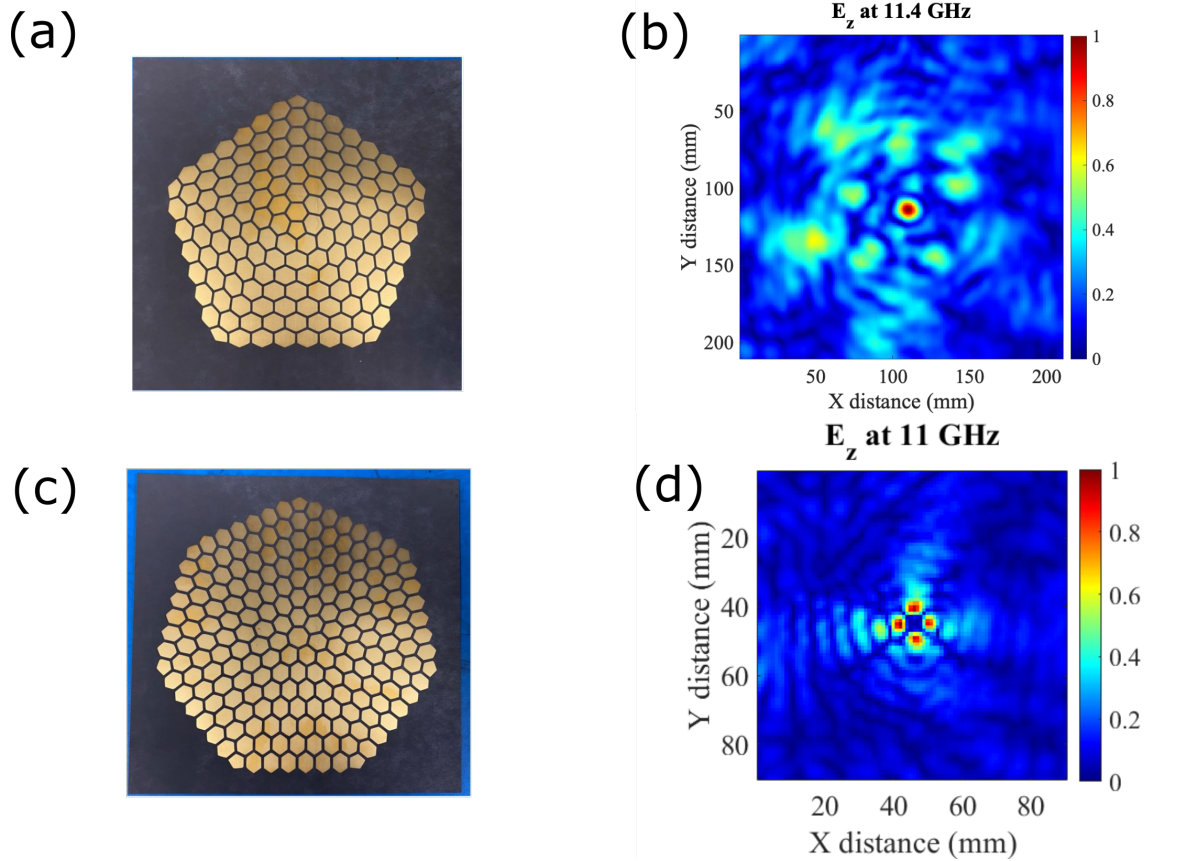 (a)
(b)
E_z at 11.4 GHz
Y distance (mm)
50
100
150
200
50 100 150 200
X distance (mm)
1
0.8
0.6
0.4
0.2
0
(c)
(d)
E_z at 11 GHz
Y distance (mm)
20
40
60
80
20 40 60 80
X distance (mm)
1
0.8
0.6
0.4
0.2
0